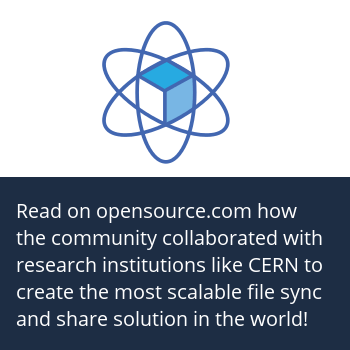 Read on opensource.com how
the community collaborated with
research institutions like CERN to
create the most scalable file sync
and share solution in the world!